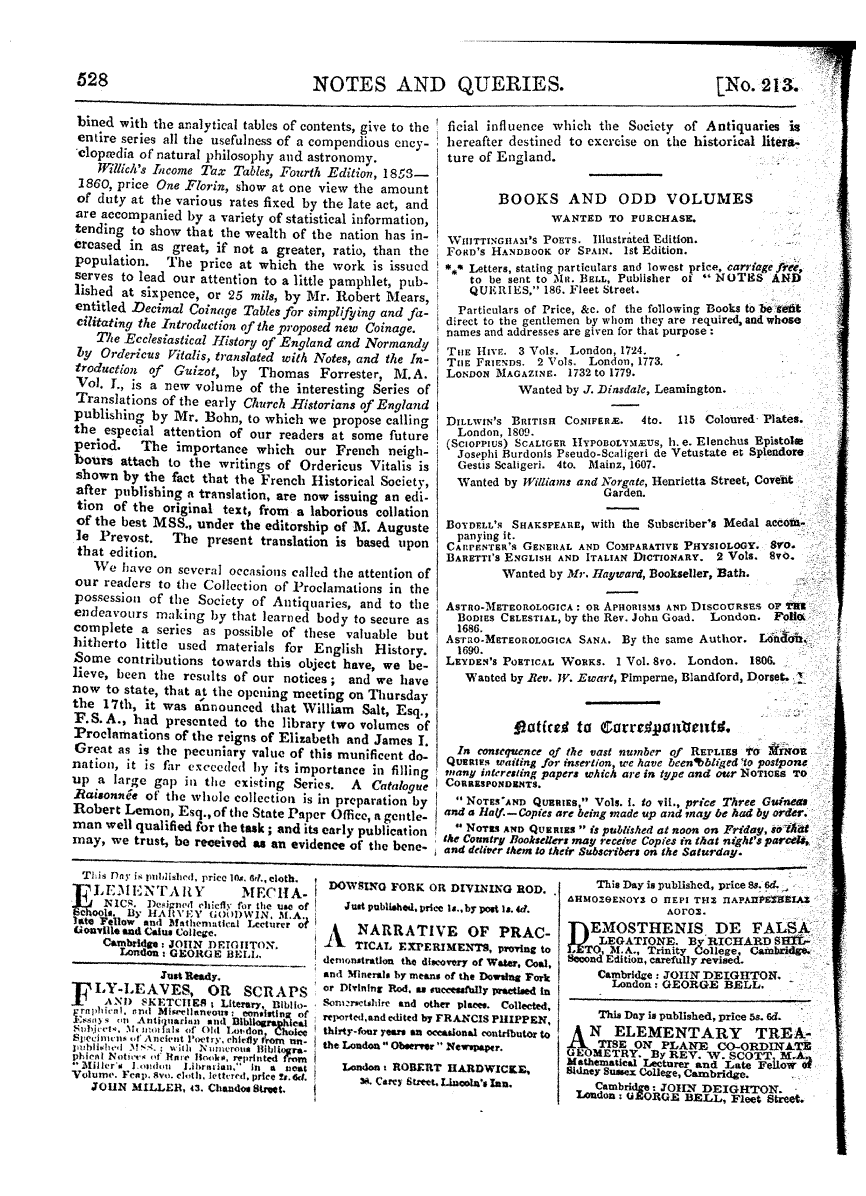 528
NOTES AND QUERIES.
[No. 213.
bined with the analytical tables of contents, give to the
entire series all the usefulness of a compendious ency-
clopædia of natural philosophy and astronomy.
Willich's Income Tax Tables, Fourth Edition, 1853—
1860, price One Florin, show at one view the amount
of duty at the various rates fixed by the late act, and
are accompanied by a variety of statistical information,
tending to show that the wealth of the nation has in-
creased in as great, if not a greater, ratio, than the
population. The price at which the work is issued
serves to lead our attention to a little pamphlet, pub-
lished at sixpence, or 25 mils, by Mr. Robert Mears,
entitled Decimal Coinage Tables for simplifying and fa-
cilitating the Introduction of the proposed new Coinage.
The Ecclesiastical History of England and Normandy
by Ordericus Vitalis, translated with Notes, and the In-
troduction of Guizot, by Thomas Forrester, M.A.
Vol. I., is a new volume of the interesting Series of
Translations of the early Church Historians of England
publishing by Mr. Bohn, to which we propose calling
the especial attention of our readers at some future
period. The importance which our French neigh-
bours attach to the writings of Ordericus Vitalis is
shown by the fact that the French Historical Society,
after publishing a translation, are now issuing an edi-
tion of the original text, from a laborious collation
of the best MSS., under the editorship of M. Auguste
le Prevost. The present translation is based upon
that edition.
We have on several occasions called the attention of
our readers to the Collection of Proclamations in the
possession of the Society of Antiquaries, and to the
endeavours making by that learned body to secure as
complete a series as possible of these valuable but
hitherto little used materials for English History.
Some contributions towards this object have, we be-
lieve, been the results of our notices; and we have
now to state, that at the opening meeting on Thursday
the 17th, it was announced that William Salt, Esq.,
F.S.A., had presented to the library two volumes of
Proclamations of the reigns of Elizabeth and James I.
Great as is the pecuniary value of this munificent do-
nation, it is far exceeded by its importance in filling
up a large gap in the existing Series. A Catalogue
Raisonnée of the whole collection is in preparation by
Robert Lemon, Esq., of the State Paper Office, a gentle-
man well qualified for the task; and its early publication
may, we trust, be received as an evidence of the bene-
ficial influence which the Society of Antiquaries is
hereafter destined to exercise on the historical litera-
ture of England.
BOOKS AND ODD VOLUMES
WANTED TO PURCHASE.
WHITTINGHAM'S POETS. Illustrated Edition.
FORD'S HANDBOOK OF SPAIN. 1st Edition.
*** Letters, stating particulars and lowest price, carriage free,
to be sent to MR. BELL, Publisher of "NOTES AND
QUERIES," 186. Fleet Street.
Particulars of Price, &c. of the following Books to be sent
direct to the gentlemen by whom they are required, and whose
names and addresses are given for that purpose:
THE HIVE. 3 Vols. London, 1724.
THE FRIENDS. 2 Vols. London, 1773.
LONDON MAGAZINE. 1732 to 1779.
Wanted by J. Dinsdale, Leamington.
DILLWIN'S BRITISH CONIFERÆ. 4to. 115 Coloured Plates.
London, 1809.
(SCIOPPIUS) SCALIGER HYPOBOLYMÆUS, h. e. Elenchus Epistolæ
Josephi Burdonis Pseudo-Scaligeri de Vetustate et Splendore
Gestis Scaligeri. 4to. Mainz, 1607.
Wanted by Williams and Norgate, Henrietta Street, Covent
Garden.
BOYDELL'S SHAKSPEARE, with the Subscriber's Medal accom-
panying it.
CARPENTER'S GENERAL AND COMPARATIVE PHYSIOLOGY. 8vo.
BARETTI'S ENGLISH AND ITALIAN DICTIONARY. 2 Vols. 8vo.
Wanted by Mr. Hayward, Bookseller, Bath.
ASTRO-METEOROLOGICA: OR APHORISMS AND DISCOURSES OF THE
BODIES CELESTIAL, by the Rev. John Goad. London. Folio
1686.
ASTRO-METEOROLOGICA SANA. By the same Author. London,
1690.
LEYDEN'S POETICAL WORKS. 1 Vol. 8vo. London. 1806.
Wanted by Rev. W. Ewart, Pimperne, Blandford, Dorset.
Notices to Correspondents.
In consequence of the vast number of REPLIES TO MINOR
QUERIES waiting for insertion, we have been obliged to postpone
many interesting papers which are in type and our NOTICES TO
CORRESPONDENTS.
"NOTES AND QUERIES," Vols. i. to vii., price Three Guineas
and a Half.—Copies are being made up and may be had by order.
"NOTES AND QUERIES" is published at noon on Friday, so that
the Country Booksellers may receive Copies in that night's parcels,
and deliver them to their Subscribers on the Saturday.
This Day is published, price 10s. 6d., cloth.
ELEMENTARY MECHA-
NICS. Designed chiefly for the use of
Schools. By HARVEY GOODWIN, M.A.,
late Fellow and Mathematical Lecturer of
Gonville and Caius College.
Cambridge: JOHN DEIGHTON.
London: GEORGE BELL.
Just Ready.
FLY-LEAVES, OR SCRAPS
AND SKETCHES; Literary, Biblio-
graphical, and Miscellaneous: consisting of
Essays on Antiquarian and Bibliographical
Subjects, Memorials of Old London, Choice
Specimens of Ancient Poetry, chiefly from un-
published MSS.; with Numerous Bibliogra-
phical Notices of Rare Books, reprinted from
"Miller's London Librarian," in a neat
Volume. Fcap. 8vo. cloth, lettered, price 2s. 6d.
JOHN MILLER, 43. Chandos Street.
DOWSING FORK OR DIVINING ROD.
Just published, price 1s., by post 1s. 4d.
A NARRATIVE OF PRAC-
TICAL EXPERIMENTS, proving to
demonstration the discovery of Water, Coal,
and Minerals by means of the Dowsing Fork
or Divining Rod, as successfully practised in
Somersetshire and other places. Collected,
reported, and edited by FRANCIS PHIPPEN,
thirty-four years an occasional contributor to
the London "Observer" Newspaper.
London: ROBERT HARDWICKE,
38. Carey Street, Lincoln's Inn.
This Day is published, price 8s. 6d.
ΔΗΜΟΣΘΕΝΟΥΣ Ο ΠΕΡΙ ΤΗΣ ΠΑΡΑΠΡΕΣΒΕΙΑΣ
ΛΟΓΟΣ.
DEMOSTHENIS DE FALSA
LEGATIONE. By RICHARD SHIL-
LETO, M.A., Trinity College, Cambridge.
Second Edition, carefully revised.
Cambridge: JOHN DEIGHTON.
London: GEORGE BELL.
This Day is published, price 5s. 6d.
AN ELEMENTARY TREA-
TISE ON PLANE CO-ORDINATE
GEOMETRY. By REV. W. SCOTT, M.A.,
Mathematical Lecturer and Late Fellow of
Sidney Sussex College, Cambridge.
Cambridge: JOHN DEIGHTON.
London: GEORGE BELL, Fleet Street.